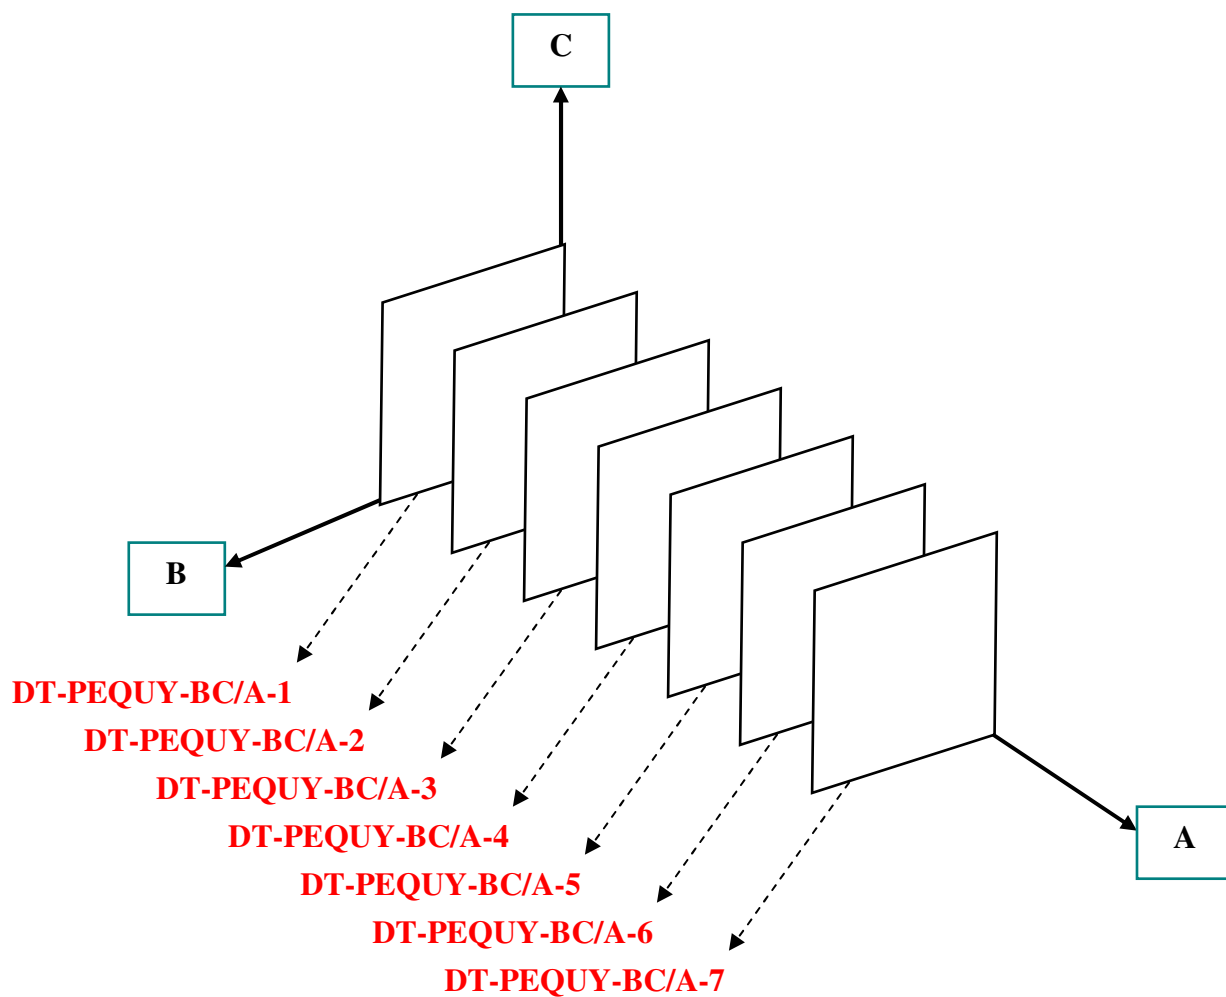 C
B
DT-PEQUY-BC/A-1
DT-PEQUY-BC/A-2
DT-PEQUY-BC/A-3
DT-PEQUY-BC/A-4
A
DT-PEQUY-BC/A-5
DT-PEQUY-BC/A-6
DT-PEQUY-BC/A-7